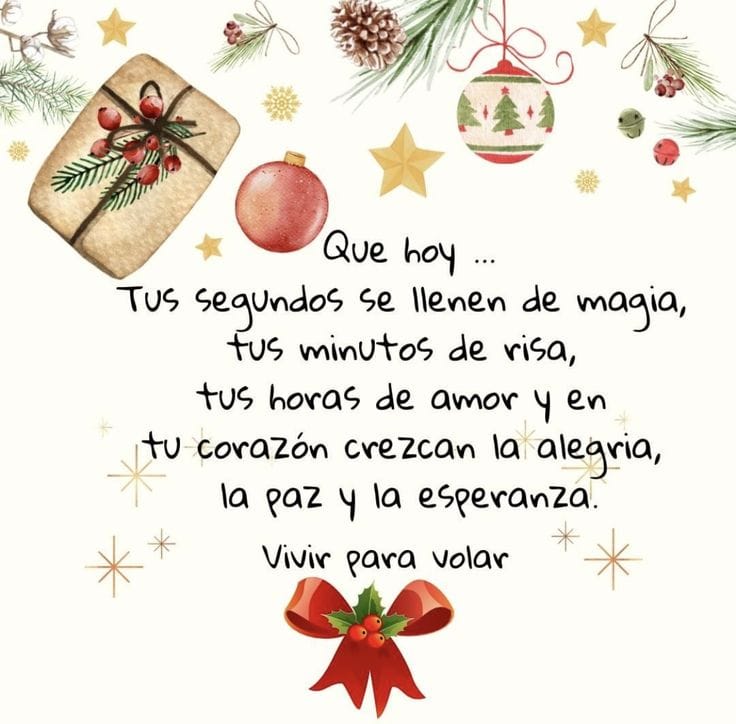 Que hoy ...
Tus segundos se llenen de magia,
tus minutos de risa,
tus horas de amor y en
tu corazón crezcan la alegria,
la paz y la esperanza.
Vivir para volar